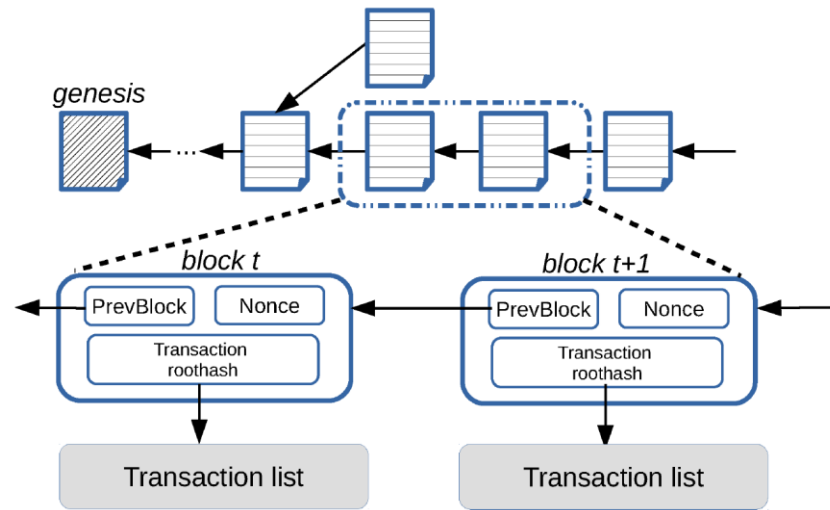 genesis
...
block t
block t+1
PrevBlock
Nonce
PrevBlock
Nonce
Transaction
roothash
Transaction
roothash
Transaction list
Transaction list